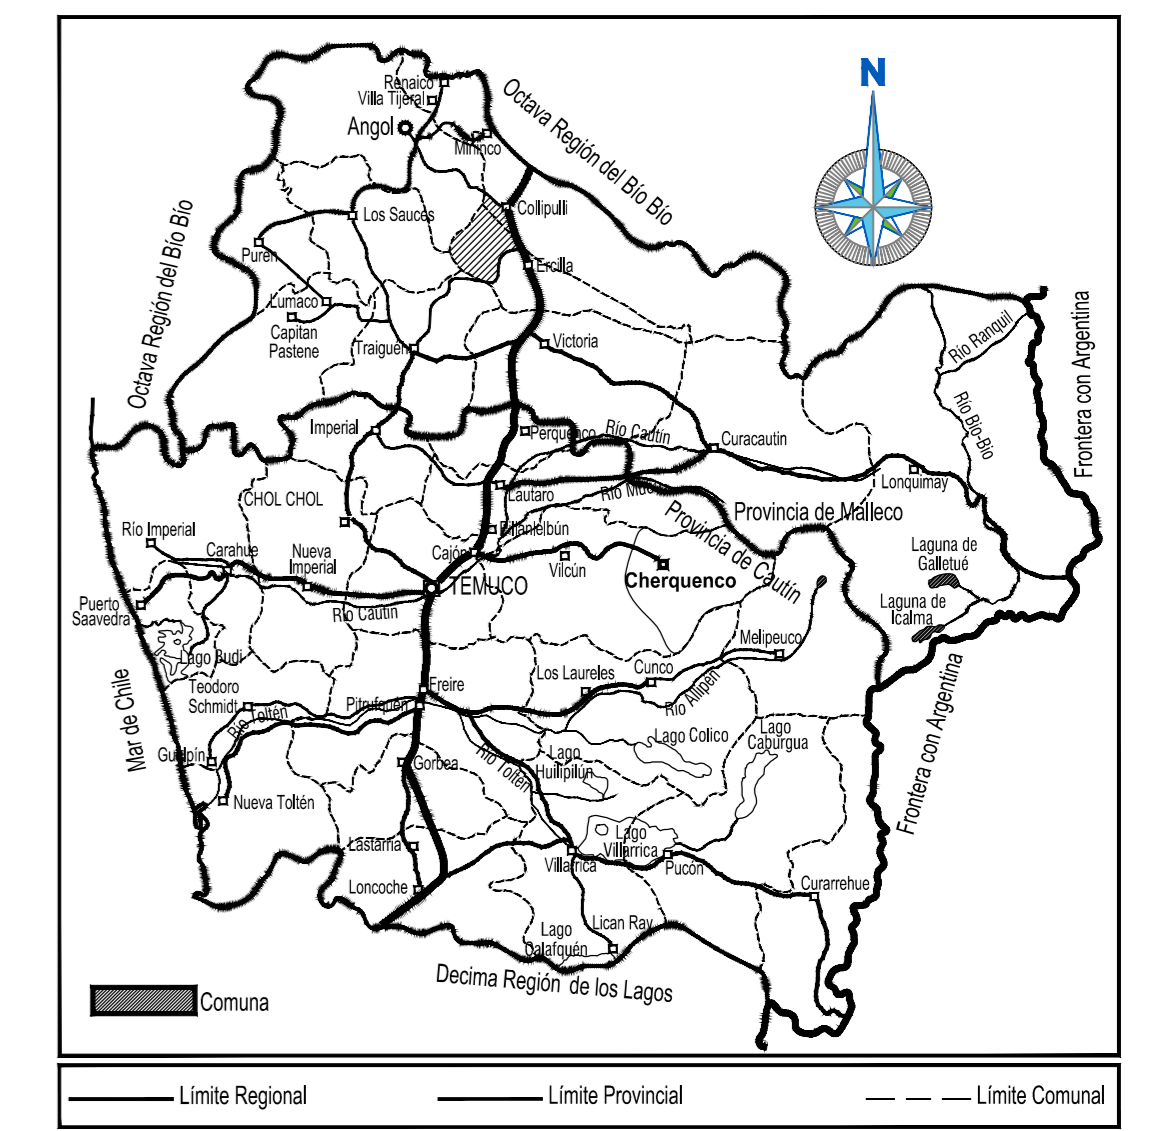 N
Renaico
Villa Tijeral
Angol
Mininco
Octava Región del Bío Bío
Octava Región del Bío Bío
Los Sauces
Collipulli
Purén
Ercilla
Lumaco
Capitan
Pastene
Traiguén
Victoria
Río Ranquil
Frontera con Argentina
Río Bío-Bio
Imperial
Perquenco
Río Cautín
Curacautin
Lonquimay
CHOL CHOL
Lautaro
Río
Provincia de Malleco
Provincia de Cautín
Río Imperial
Carahue
Nueva
Imperial
Cajón
Vilcún
Cherquenco
Laguna de
Galletué
Laguna de
Icalma
TEMUCO
Puerto
Saavedra
Río Cautín
Lago Budi
Melipeuco
Mar de Chile
Teodoro
Schmidt
Río Toltén
Pitrufquén
Freire
Los Laureles
Cunco
Río Allipén
Frontera con Argentina
Lago Colico
Lago
Caburgua
Gorbea
Río Toltén
Lago
Huilipilún
Nueva Toltén
Lastarria
Lago
Villarrica
Villarrica
Pucón
Loncoche
Curarrehue
Lican Ray
Lago
Calafquén
Decima Región de los Lagos
Comuna
Límite Regional
Límite Provincial
Límite Comunal